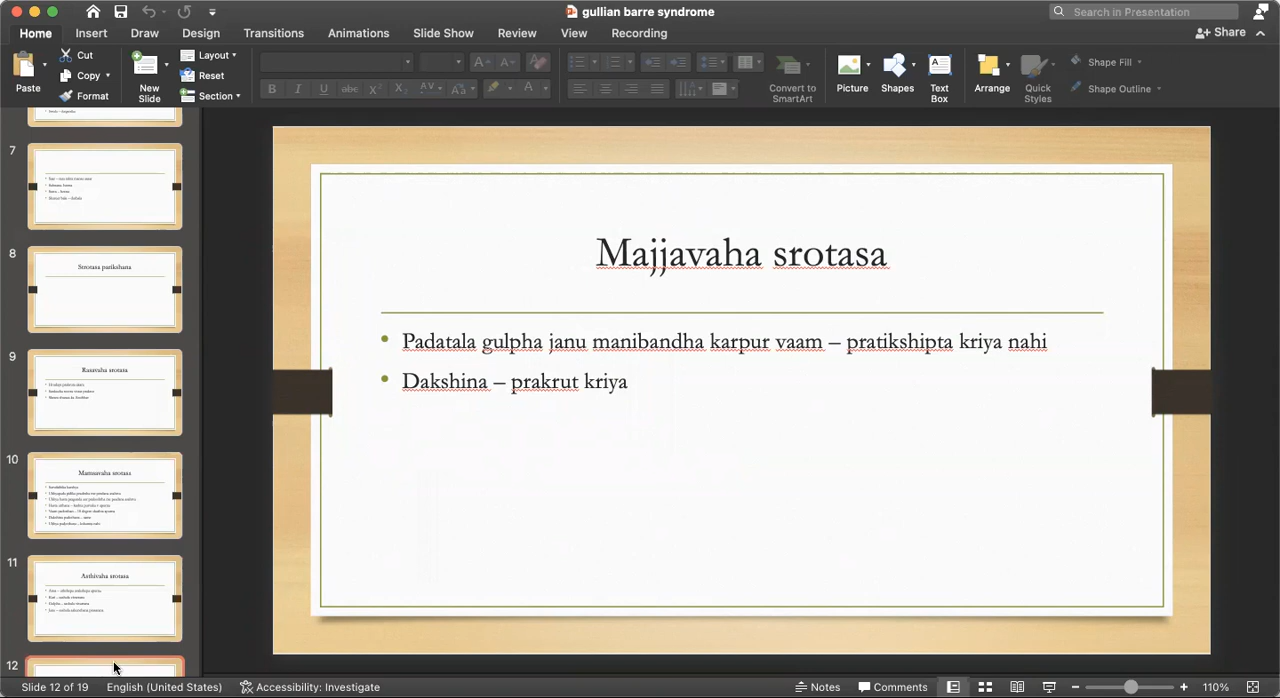 gullian barre syndrome
Search in Presentation
Home Insert Draw Design Transitions Animations Slide Show Review View Recording
Share
Paste
Cut
Copy
Format
New Slide
Layout
Reset
Section
Convert to SmartArt
Picture
Shapes
Text Box
Arrange
Quick Styles
Shape Fill
Shape Outline
7
8
Strotasa parikshana
9
Rasavaha srotasa
10
Mamsavaha srotasa
11
Asthivaha srotasa
12
Majjavaha srotasa
Padatala gulpha janu manibandha karpur vaam – pratikshipta kriya nahi
Dakshina – prakrut kriya
Slide 12 of 19
English (United States)
Accessibility: Investigate
Notes
Comments
110%